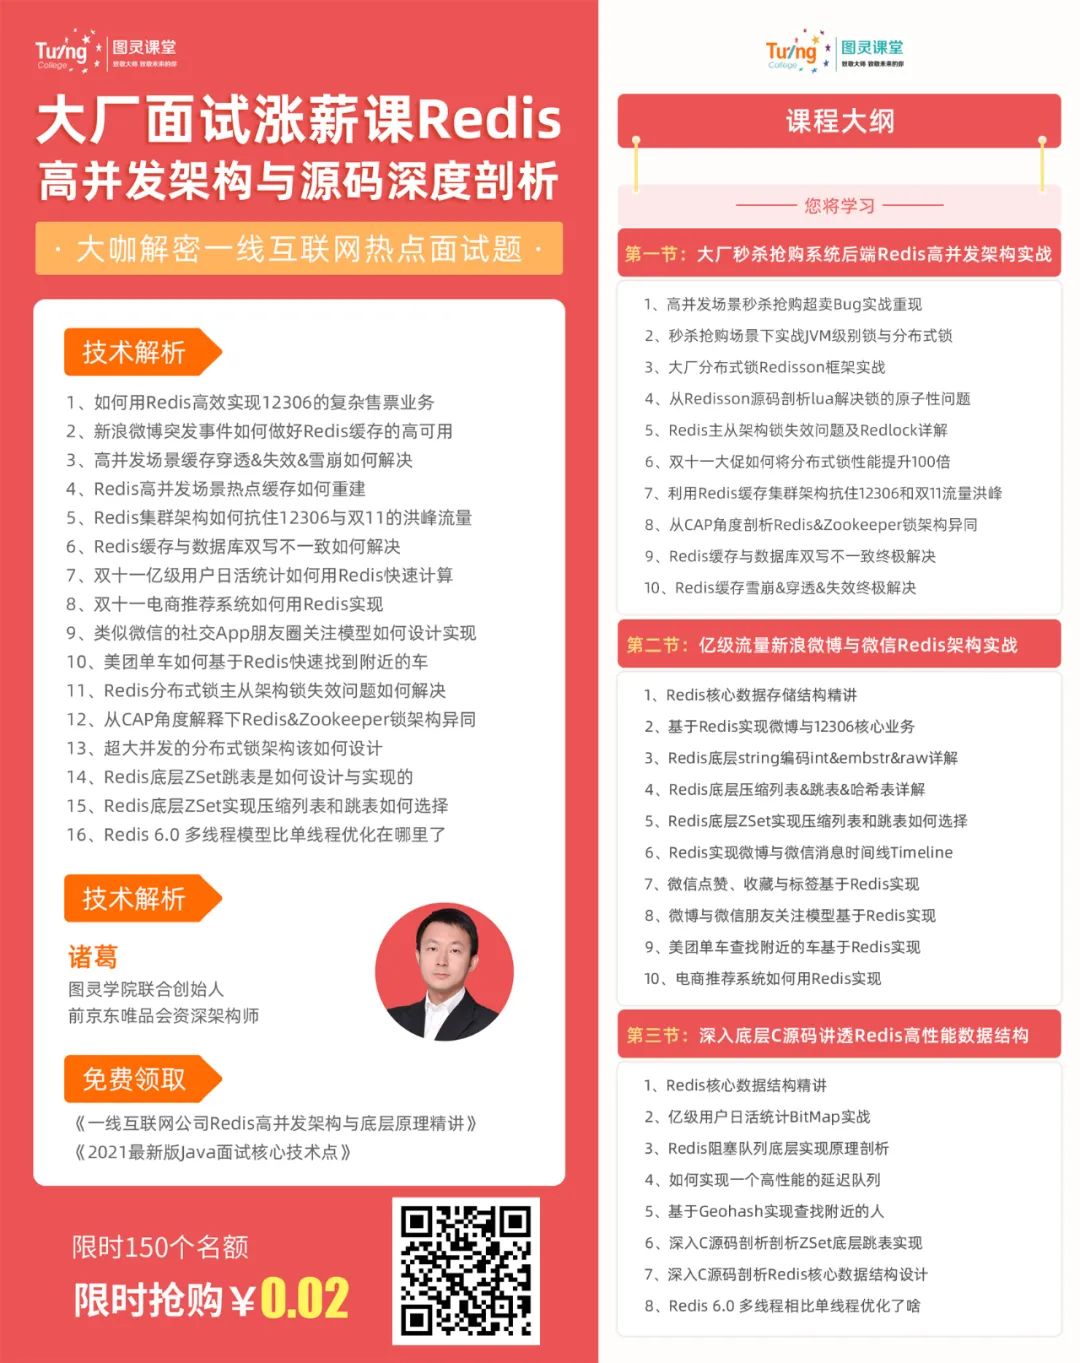 Tuling
College
图灵课堂
致敬大师 致敬未来的你
大厂面试涨薪课Redis
高并发架构与源码深度剖析
· 大咖解密一线互联网热点面试题 ·
技术解析
1、如何用Redis高效实现12306的复杂售票业务
2、新浪微博突发事件如何做好Redis缓存的高可用
3、高并发场景缓存穿透&失效&雪崩如何解决
4、Redis高并发场景热点缓存如何重建
5、Redis集群架构如何抗住12306与双11的洪峰流量
6、Redis缓存与数据库双写不一致如何解决
7、双十一亿级用户日活统计如何用Redis快速计算
8、双十一电商推荐系统如何用Redis实现
9、类似微信的社交App朋友圈关注模型如何设计实现
10、美团单车如何基于Redis快速找到附近的车
11、Redis分布式锁主从架构锁失效问题如何解决
12、从CAP角度解释下Redis&Zookeeper锁架构异同
13、超大并发的分布式锁架构该如何设计
14、Redis底层ZSet跳表是如何设计与实现的
15、Redis底层ZSet实现压缩列表和跳表如何选择
16、Redis 6.0 多线程模型比单线程优化在哪里了
技术解析
诸葛
图灵学院联合创始人
前京东唯品会资深架构师
免费领取
《一线互联网公司Redis高并发架构与底层原理精讲》
《2021最新版Java面试核心技术点》
限时150个名额
限时抢购¥0.02
Tuling
College
图灵课堂
致敬大师 致敬未来的你
课程大纲
您将学习
第一节：大厂秒杀抢购系统后端Redis高并发架构实战
1、高并发场景秒杀抢购超卖Bug实战重现
2、秒杀抢购场景下实战JVM级别锁与分布式锁
3、大厂分布式锁Redisson框架实战
4、从Redisson源码剖析lua解决锁的原子性问题
5、Redis主从架构锁失效问题及Redlock详解
6、双十一大促如何将分布式锁性能提升100倍
7、利用Redis缓存集群架构抗住12306和双11流量洪峰
8、从CAP角度剖析Redis&Zookeeper锁架构异同
9、Redis缓存与数据库双写不一致终极解决
10、Redis缓存雪崩&穿透&失效终极解决
第二节：亿级流量新浪微博与微信Redis架构实战
1、Redis核心数据存储结构精讲
2、基于Redis实现微博与12306核心业务
3、Redis底层string编码int&embstr&raw详解
4、Redis底层压缩列表&跳表&哈希表详解
5、Redis底层ZSet实现压缩列表和跳表如何选择
6、Redis实现微博与微信消息时间线Timeline
7、微信点赞、收藏与标签基于Redis实现
8、微博与微信朋友关注模型基于Redis实现
9、美团单车查找附近的车基于Redis实现
10、电商推荐系统如何用Redis实现
第三节：深入底层C源码讲透Redis高性能数据结构
1、Redis核心数据结构精讲
2、亿级用户日活统计BitMap实战
3、Redis阻塞队列底层实现原理剖析
4、如何实现一个高性能的延迟队列
5、基于Geohash实现查找附近的人
6、深入C源码剖析剖析ZSet底层跳表实现
7、深入C源码剖析Redis核心数据结构设计
8、Redis 6.0 多线程相比单线程优化了啥